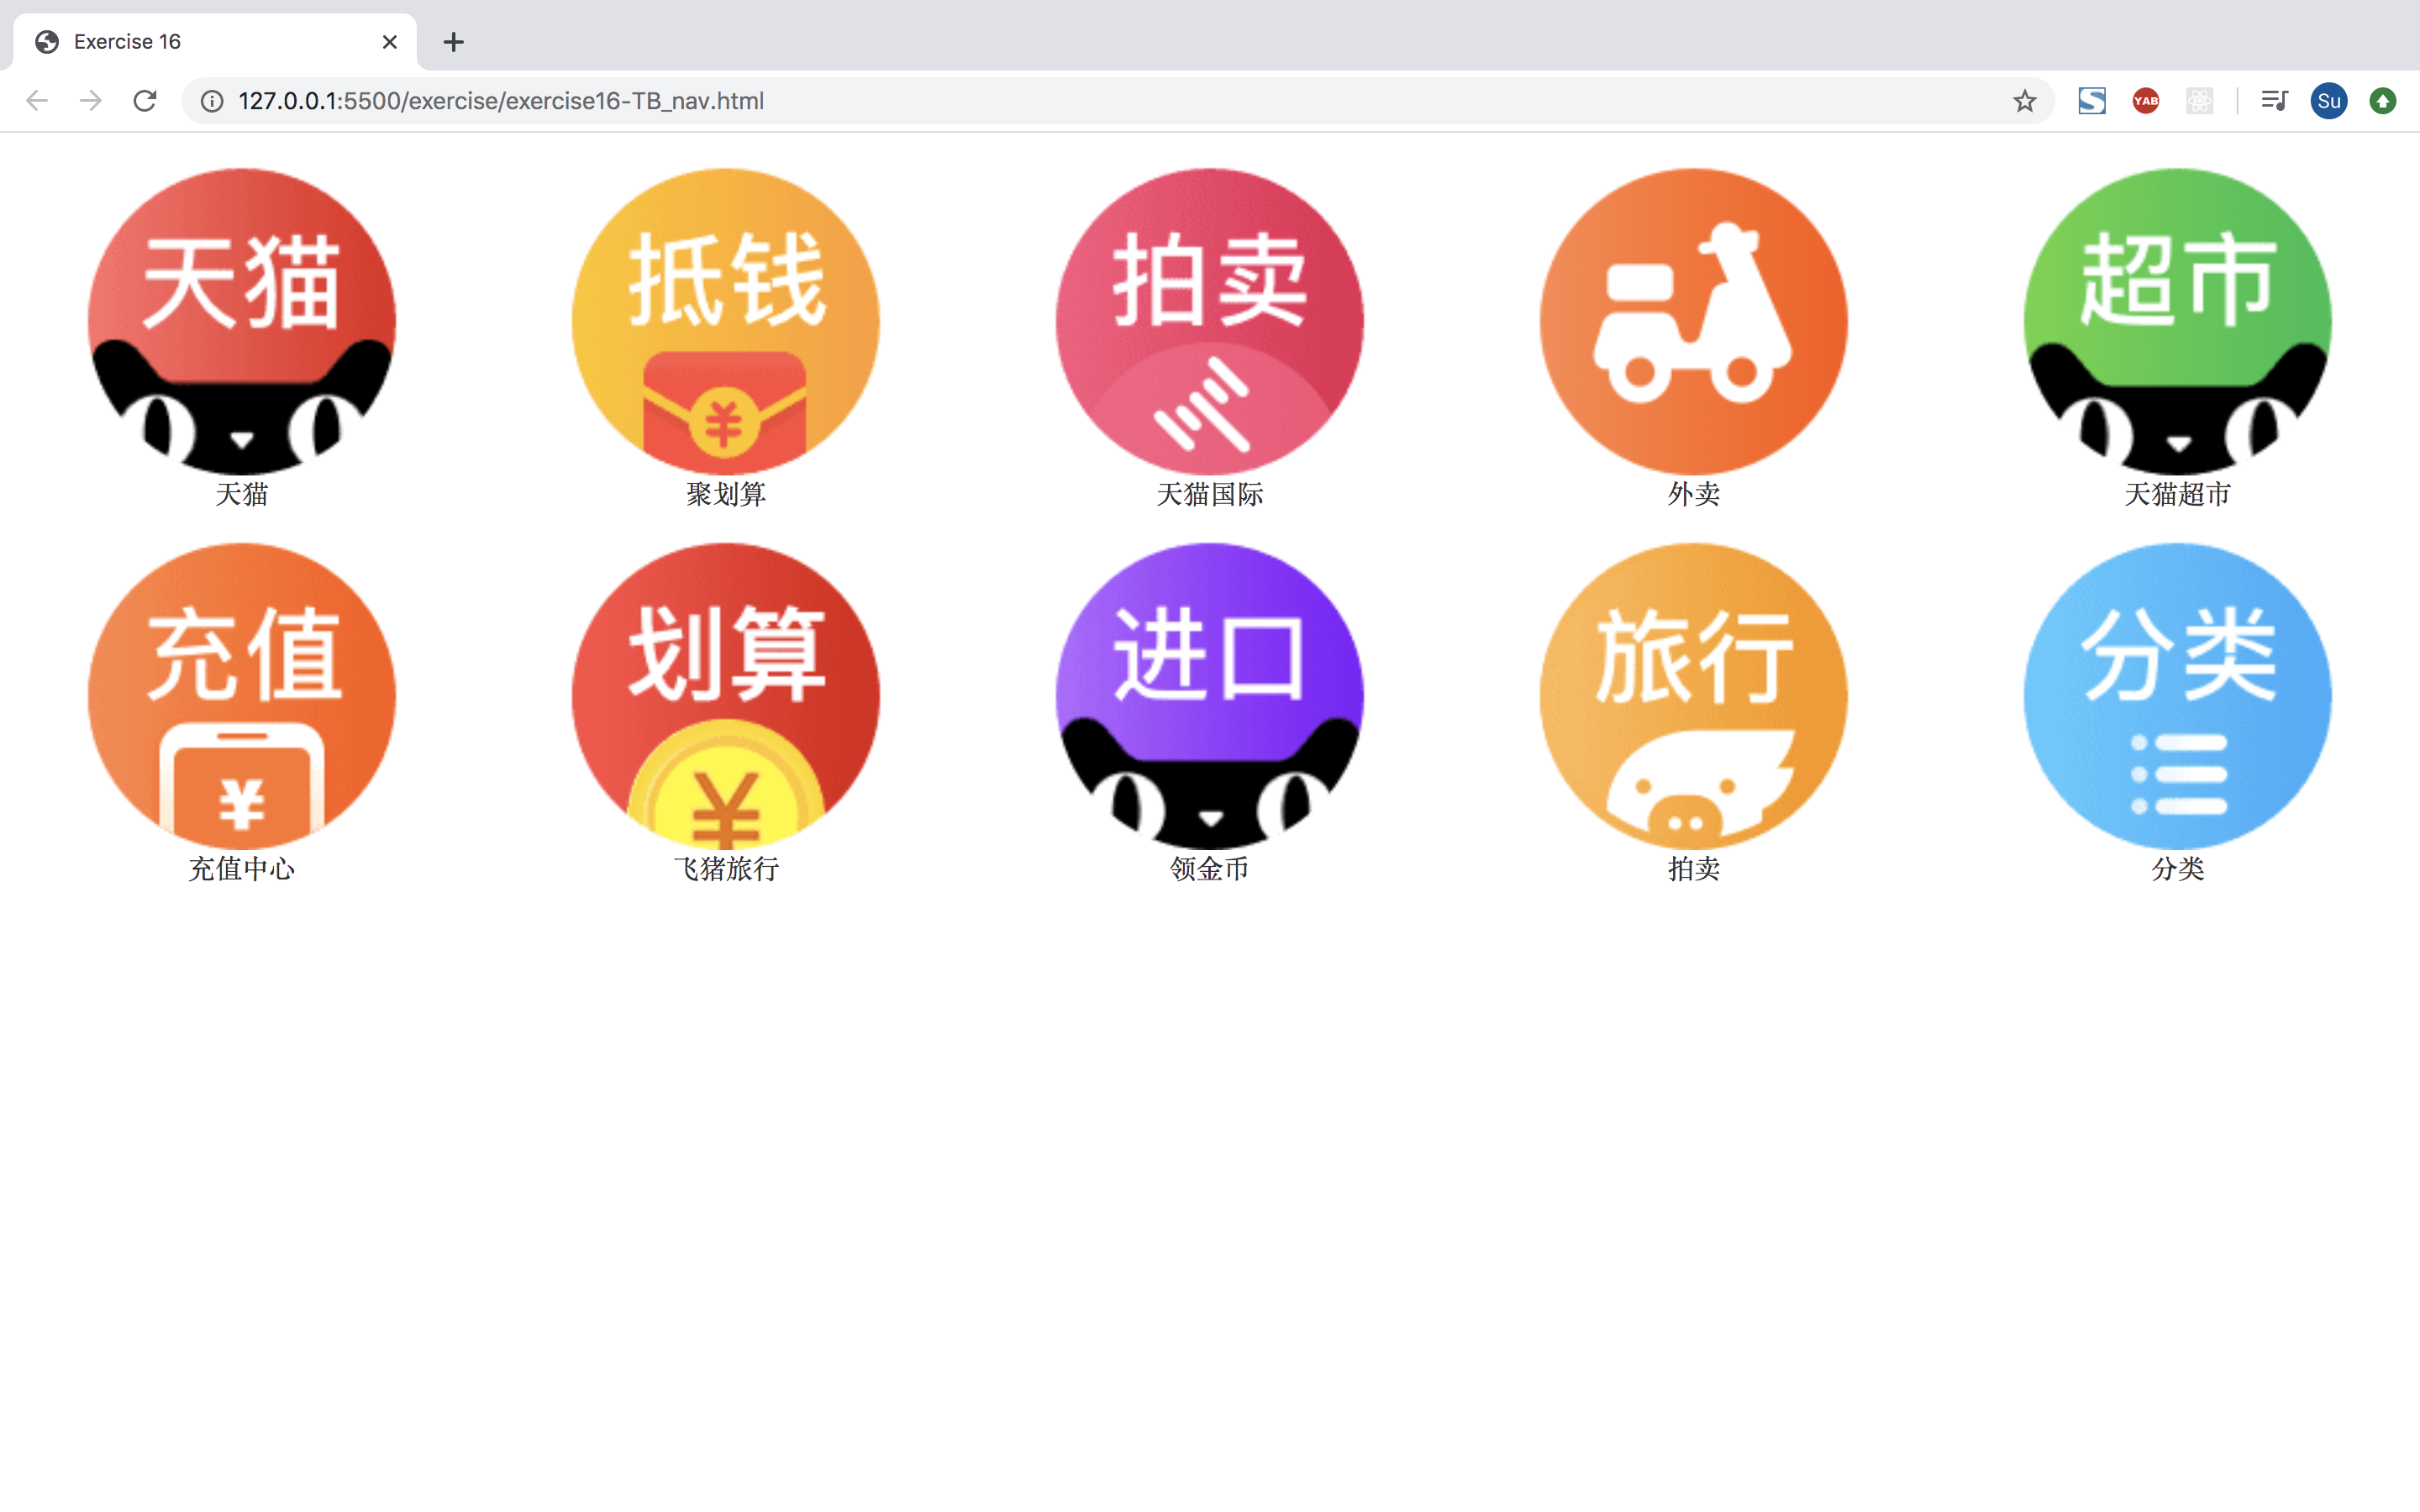 Exercise 16
127.0.0.1:5500/exercise/exercise16-TB_nav.html
YAB
Su
天猫
抵钱
¥
拍卖
超市
天猫
聚划算
天猫国际
外卖
天猫超市
充值
¥
划算
¥
进口
旅行
分类
充值中心
飞猪旅行
领金币
拍卖
分类